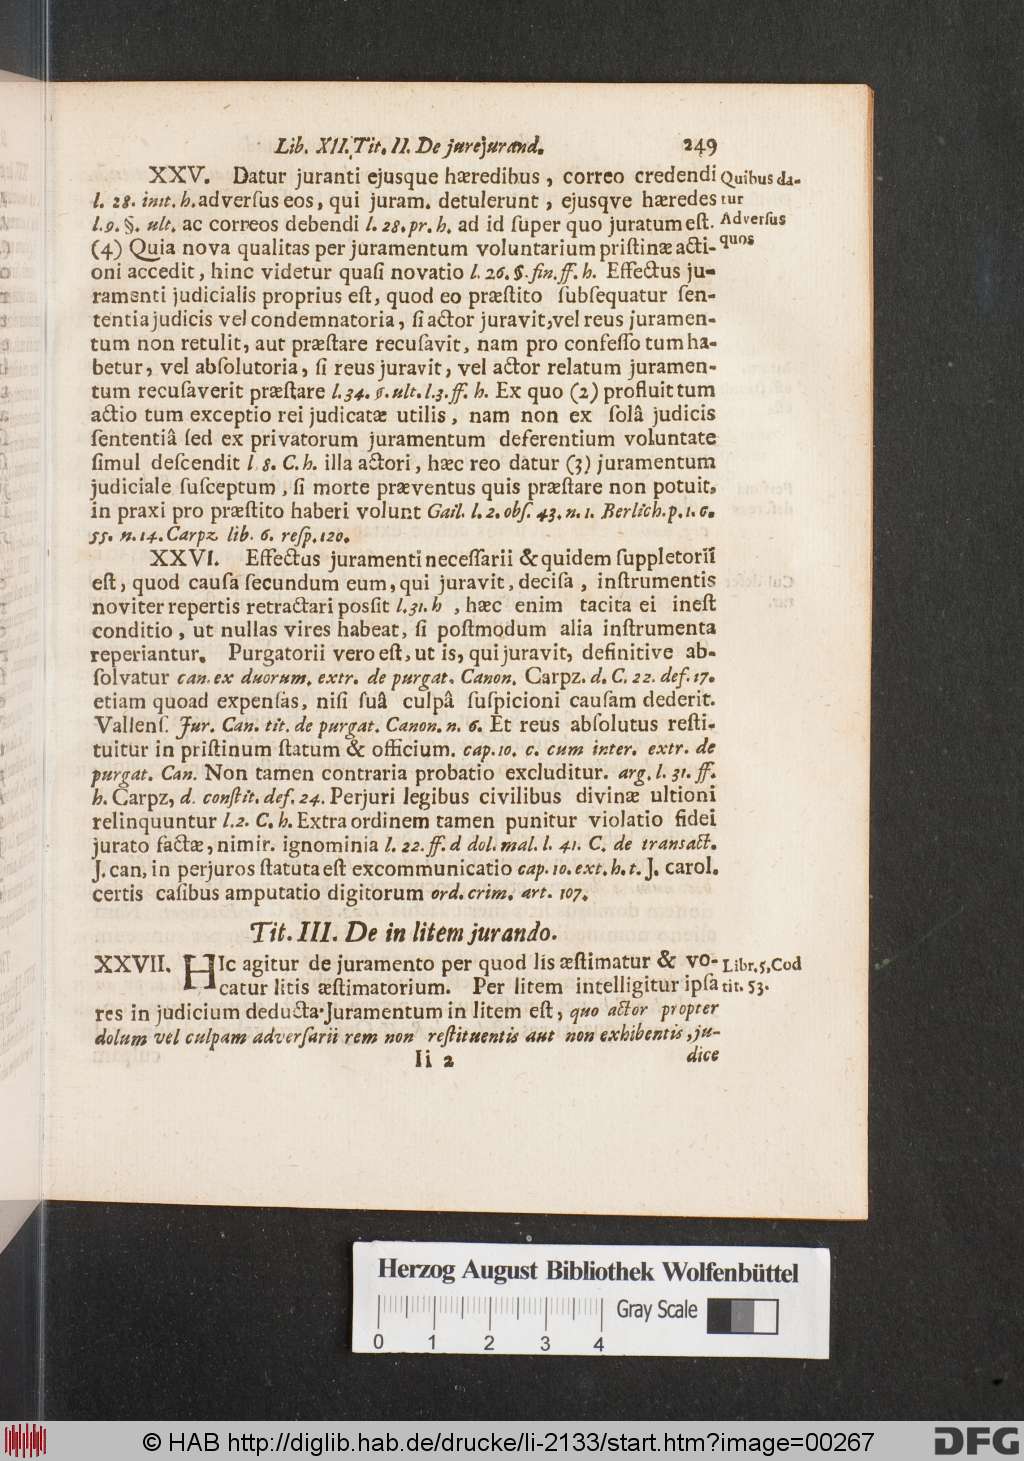 Lib. XII. Tit. II. De jurejurand. 249
XXV. Datur juranti ejusque hæredibus, correo credendi Quibus da-
l. 28. init. h. adverſus eos, qui juram. detulerunt, ejusqve hæredes tur
l. 9. §. ult. ac correos debendi l. 28. pr. h. ad id ſuper quo juratum eſt. Adverſus
(4) Quia nova qualitas per juramentum voluntarium priſtinæ acti- quos
oni accedit, hinc videtur quaſi novatio l. 26. §. fin. ff. h. Effectus ju-
ramenti judicialis proprius eſt, quod eo præſtito ſubſequatur ſen-
tentia judicis vel condemnatoria, ſi actor juravit, vel reus juramen-
tum non retulit, aut præſtare recuſavit, nam pro confeſſo tum ha-
betur, vel abſolutoria, ſi reus juravit, vel actor relatum juramen-
tum recuſaverit præſtare l. 34. §. ult. l. 3. ff. h. Ex quo (2) profluit tum
actio tum exceptio rei judicatæ utilis, nam non ex ſolâ judicis
ſententiâ ſed ex privatorum juramentum deferentium voluntate
ſimul deſcendit l 8. C. h. illa actori, hæc reo datur (3) juramentum
judiciale ſuſceptum, ſi morte præventus quis præſtare non potuit,
in praxi pro præſtito haberi volunt Gail. l. 2. obſ. 43. n. 1. Berlich. p. 1. c.
55. n. 14. Carpz. lib. 6. reſp. 120.
XXVI. Effectus juramenti neceſſarii & quidem ſuppletorii
eſt, quod cauſa ſecundum eum, qui juravit, deciſa, inſtrumentis
noviter repertis retractari posſit l. 31. h , hæc enim tacita ei ineſt
conditio, ut nullas vires habeat, ſi poſtmodum alia inſtrumenta
reperiantur. Purgatorii vero eſt, ut is, qui juravit, definitive ab-
ſolvatur can. ex duorum. extr. de purgat. Canon. Carpz. d. C. 22. def. 17.
etiam quoad expenſas, niſi ſuâ culpâ ſuſpicioni cauſam dederit.
Vallenſ. Jur. Can. tit. de purgat. Canon. n. 6. Et reus abſolutus reſti-
tuitur in priſtinum ſtatum & officium. cap. 10. c. cum inter. extr. de
purgat. Can. Non tamen contraria probatio excluditur. arg. l. 31. ff.
h. Carpz, d. conſtit. def. 24. Perjuri legibus civilibus divinæ ultioni
relinquuntur l. 2. C. h. Extra ordinem tamen punitur violatio fidei
jurato factæ, nimir. ignominia l. 22. ff. d dol. mal. l. 41. C. de transact.
J. can, in perjuros ſtatuta eſt excommunicatio cap. 10. ext. h. t. J. carol.
certis caſibus amputatio digitorum ord. crim. art. 107.
Tit. III. De in litem jurando.
XXVII. HIc agitur de juramento per quod lis æſtimatur & vo- Libr. 5, Cod
catur litis æſtimatorium. Per litem intelligitur ipſa tit. 53.
res in judicium deducta. Juramentum in litem eſt, quo actor propter
dolum vel culpam adverſarii rem non reſtituentis aut non exhibentis, ju-
Ii 2 dice
Herzog August Bibliothek Wolfenbüttel
Gray Scale
0 1 2 3 4
© HAB http://diglib.hab.de/drucke/li-2133/start.htm?image=00267 DFG